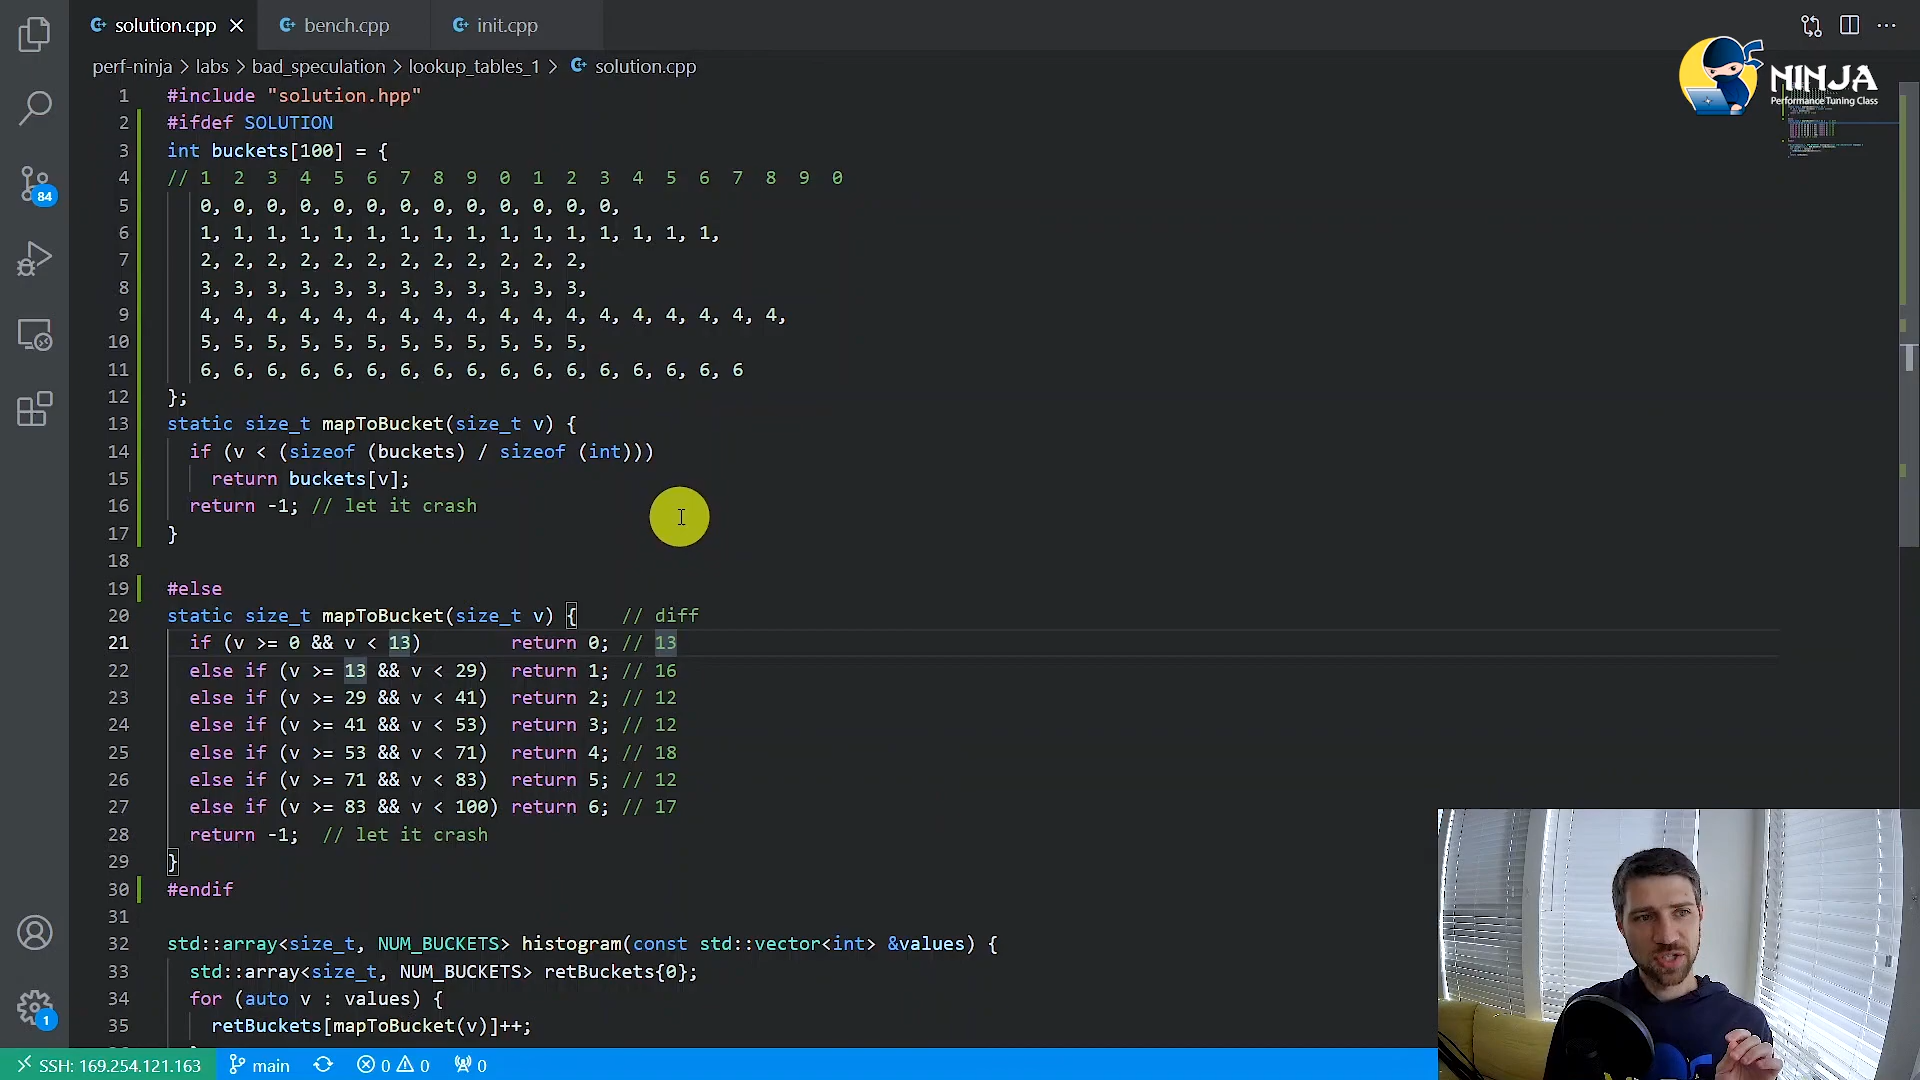 solution.cpp
bench.cpp
init.cpp
perf-ninja > labs > bad_speculation > lookup_tables_1 > solution.cpp
NINJA
Performance Tuning Class
1 #include "solution.hpp"
2 #ifdef SOLUTION
3 int buckets[100] = {
4 // 1 2 3 4 5 6 7 8 9 0 1 2 3 4 5 6 7 8 9 0
5 0, 0, 0, 0, 0, 0, 0, 0, 0, 0, 0, 0, 0,
6 1, 1, 1, 1, 1, 1, 1, 1, 1, 1, 1, 1, 1, 1, 1, 1,
7 2, 2, 2, 2, 2, 2, 2, 2, 2, 2, 2, 2,
8 3, 3, 3, 3, 3, 3, 3, 3, 3, 3, 3, 3,
9 4, 4, 4, 4, 4, 4, 4, 4, 4, 4, 4, 4, 4, 4, 4, 4, 4, 4,
10 5, 5, 5, 5, 5, 5, 5, 5, 5, 5, 5, 5,
11 6, 6, 6, 6, 6, 6, 6, 6, 6, 6, 6, 6, 6, 6, 6, 6, 6
12 };
13 static size_t mapToBucket(size_t v) {
14 if (v < (sizeof (buckets) / sizeof (int)))
15 return buckets[v];
16 return -1; // let it crash
17 }
18
19 #else
20 static size_t mapToBucket(size_t v) { // diff
21 if (v >= 0 && v < 13) return 0; // 13
22 else if (v >= 13 && v < 29) return 1; // 16
23 else if (v >= 29 && v < 41) return 2; // 12
24 else if (v >= 41 && v < 53) return 3; // 12
25 else if (v >= 53 && v < 71) return 4; // 18
26 else if (v >= 71 && v < 83) return 5; // 12
27 else if (v >= 83 && v < 100) return 6; // 17
28 return -1; // let it crash
29 }
30 #endif
31
32 std::array<size_t, NUM_BUCKETS> histogram(const std::vector<int> &values) {
33 std::array<size_t, NUM_BUCKETS> retBuckets{0};
34 for (auto v : values) {
35 retBuckets[mapToBucket(v)]++;
84
1
SSH: 169.254.121.163 main 0 0 0